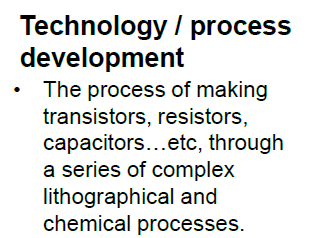 Technology / process
development
• The process of making
transistors, resistors,
capacitors…etc, through
a series of complex
lithographical and
chemical processes.